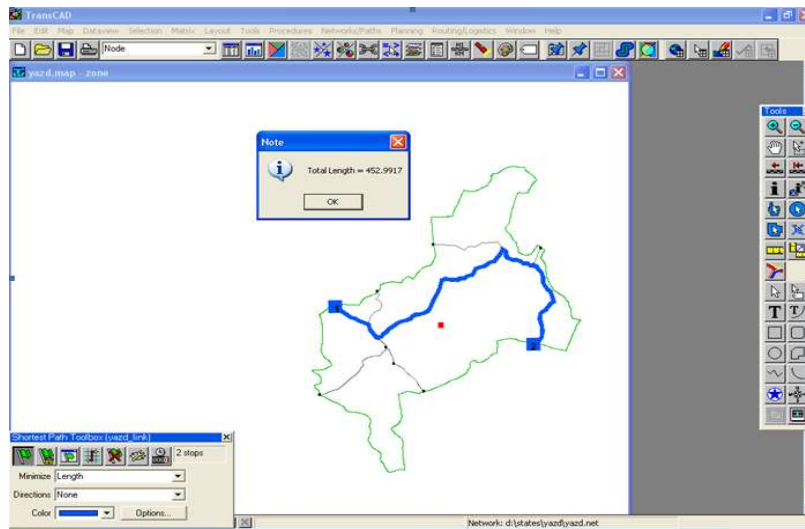 TransCAD
File Edit Map Dataview Selection Matrix Layout Tools Procedures Networks/Paths Planning Routing/Logistics Window Help
Node
yazd.map - zone
Note
Total Length = 452.9917
OK
Tools
1
2
Shortest Path Toolbox (yazd_link)
2 stops
Minimize Length
Directions None
Color Options...
Network: d:\states\yazd\yazd.net